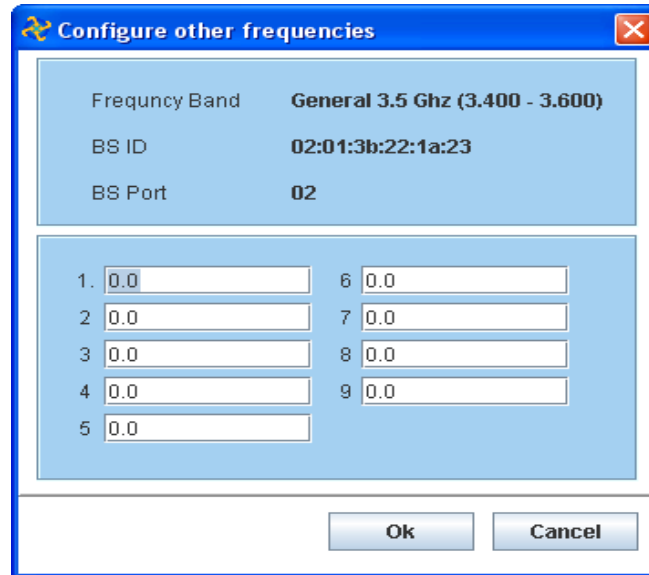 Configure other frequencies
Frequncy Band General 3.5 Ghz (3.400 - 3.600)
BS ID 02:01:3b:22:1a:23
BS Port 02
1. 0.0 6 0.0
2 0.0 7 0.0
3 0.0 8 0.0
4 0.0 9 0.0
5 0.0
Ok Cancel